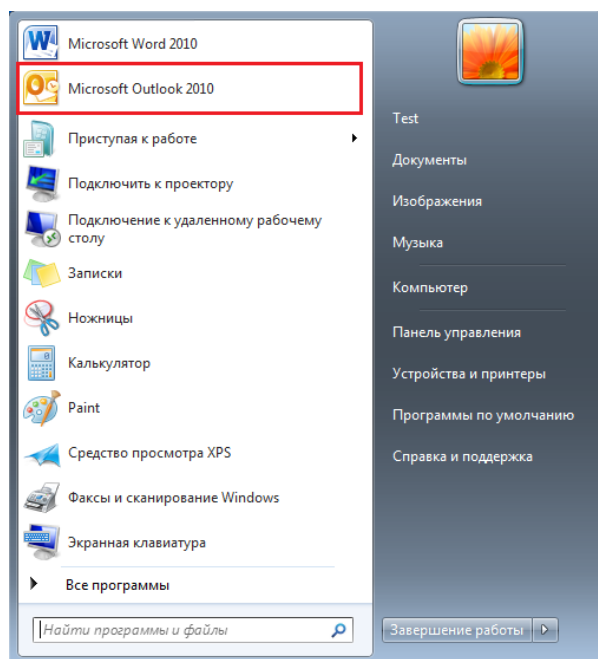 Microsoft Word 2010
Microsoft Outlook 2010
Приступая к работе
Подключить к проектору
Подключение к удаленному рабочему
столу
Записки
Ножницы
Калькулятор
Paint
Средство просмотра XPS
Факсы и сканирование Windows
Экранная клавиатура
Все программы
Найти программы и файлы
Test
Документы
Изображения
Музыка
Компьютер
Панель управления
Устройства и принтеры
Программы по умолчанию
Справка и поддержка
Завершение работы